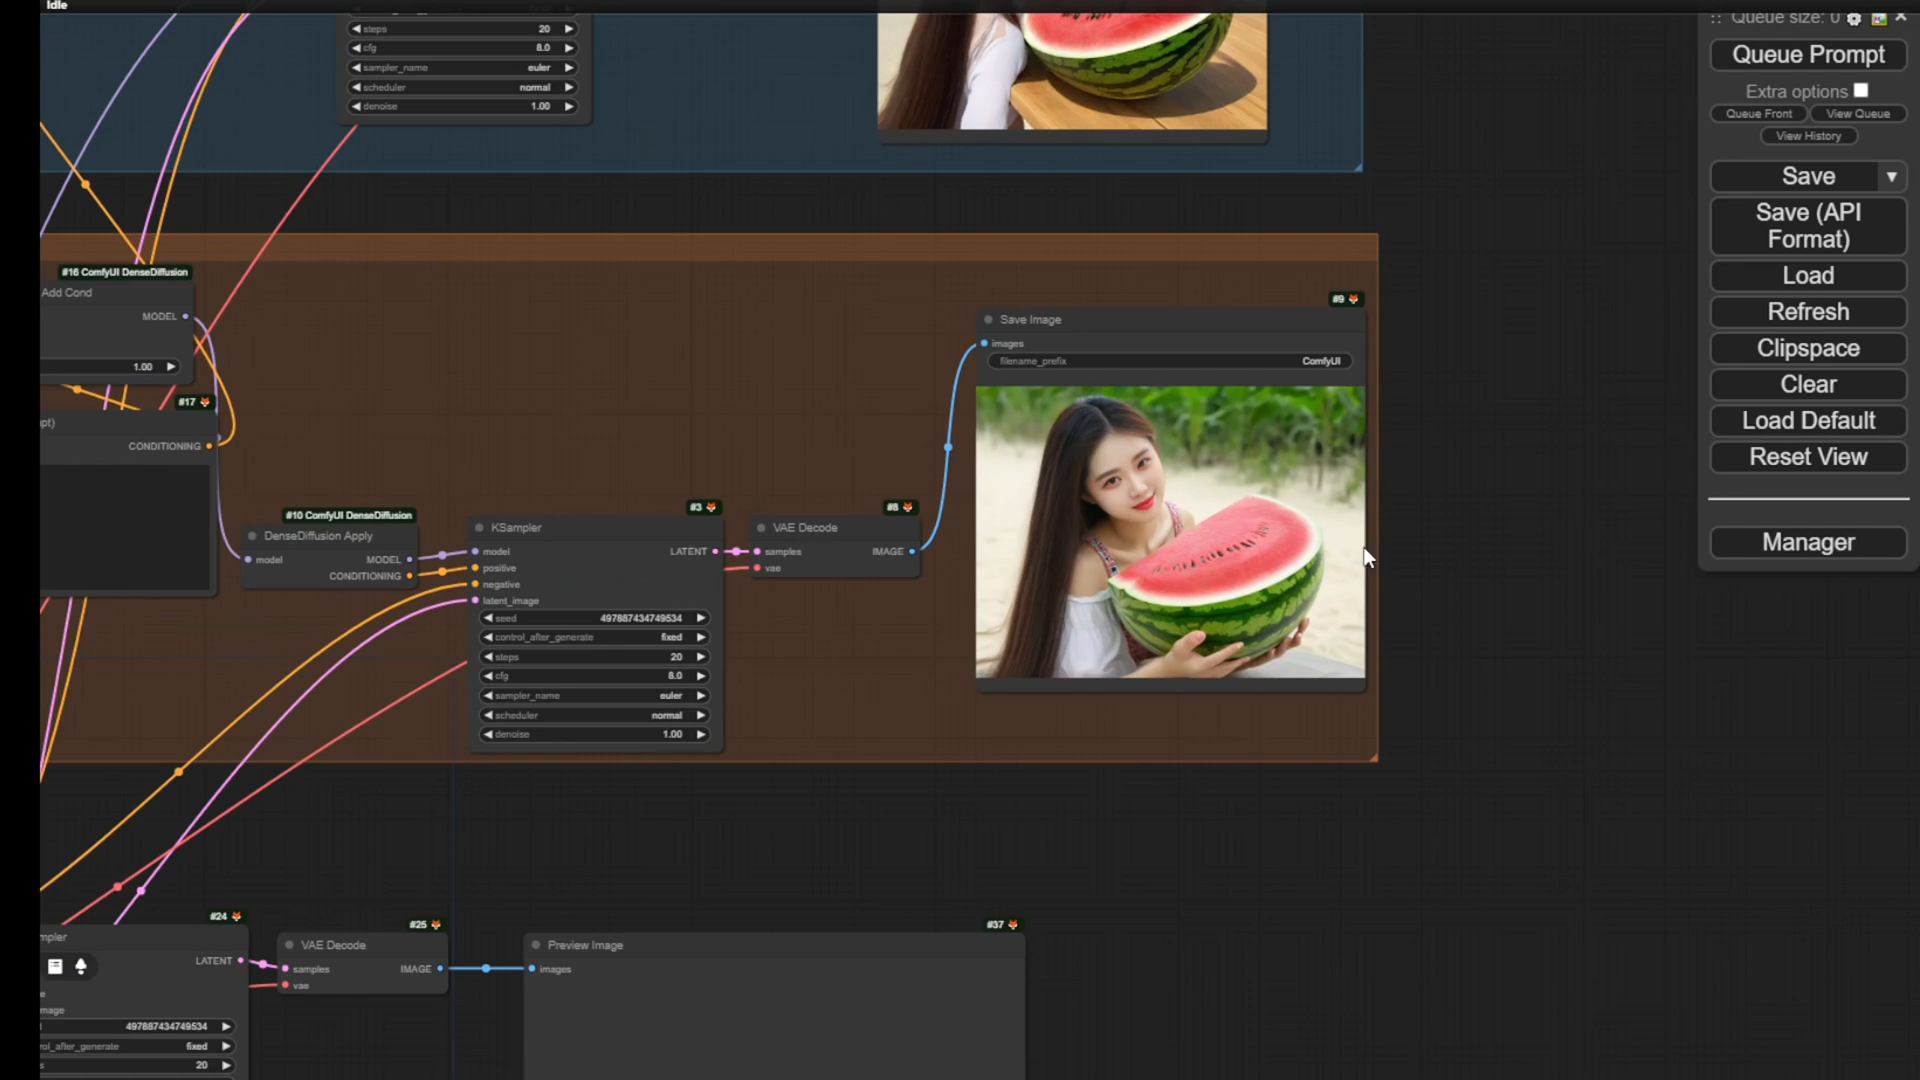 Idle
steps 20
cfg 8.0
sampler_name euler
scheduler normal
denoise 1.00
#16 ComfyUI DenseDiffusion
Add Cond
MODEL
1.00
#17
pt)
CONDITIONING
#10 ComfyUI DenseDiffusion
DenseDiffusion Apply
model MODEL
CONDITIONING
#3
KSampler
model LATENT
positive
negative
latent_image
seed 497887434749534
control_after_generate fixed
steps 20
cfg 8.0
sampler_name euler
scheduler normal
denoise 1.00
#8
VAE Decode
samples IMAGE
vae
#9
Save Image
images
filename_prefix ComfyUI
#24
mpler
LATENT
e
mage
497887434749534
rol_after_generate fixed
s 20
#25
VAE Decode
samples IMAGE
vae
#37
Preview Image
images
Queue size: 0
Queue Prompt
Extra options
Queue Front View Queue
View History
Save
Save (API
Format)
Load
Refresh
Clipspace
Clear
Load Default
Reset View
Manager